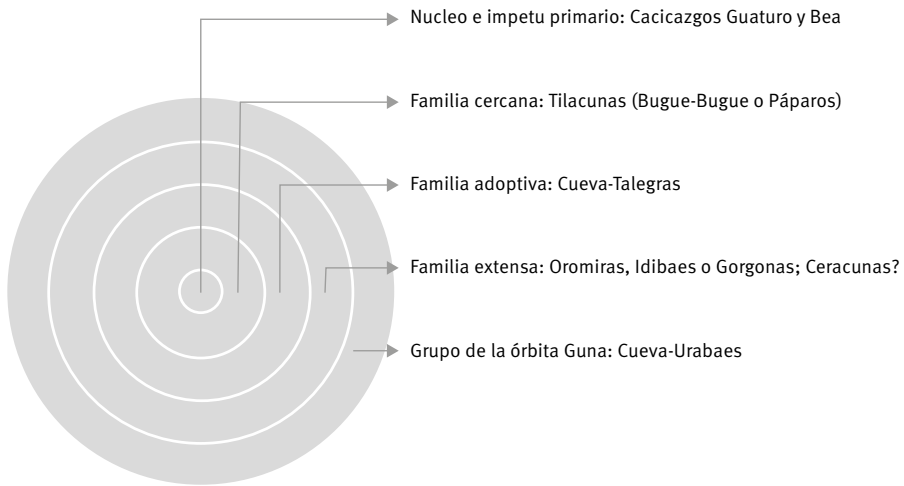 Nucleo e impetu primario: Cacicazgos Guaturo y Bea
Familia cercana: Tilacunas (Bugue-Bugue o Páparos)
Familia adoptiva: Cueva-Talegras
Familia extensa: Oromiras, Idibaes o Gorgonas; Ceracunas?
Grupo de la órbita Guna: Cueva-Urabaes